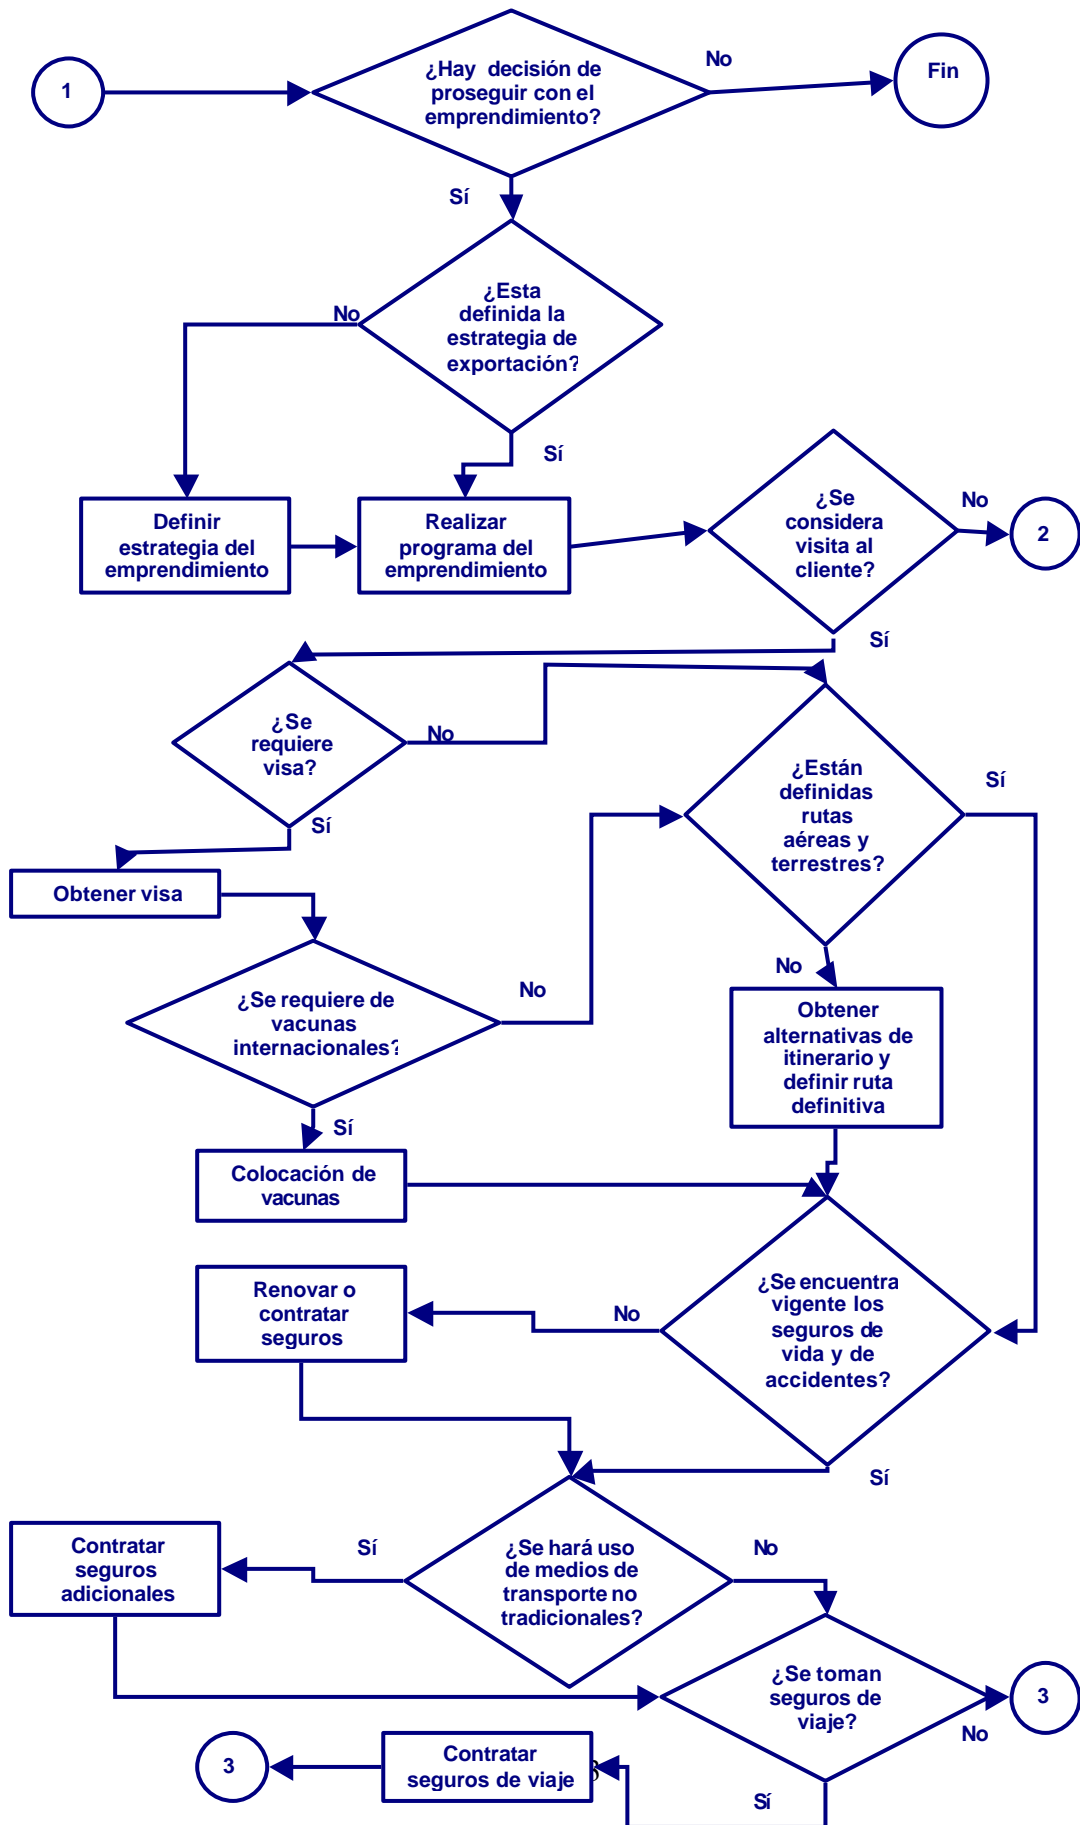 1
¿Hay decisión de
proseguir con el
emprendimiento?
No
Fin
Sí
¿Esta
definida la
estrategia de
exportación?
No
Sí
Definir
estrategia del
emprendimiento
Realizar
programa del
emprendimiento
¿Se
considera
visita al
cliente?
No
2
Sí
¿Se
requiere
visa?
No
Sí
¿Están
definidas
rutas
aéreas y
terrestres?
Sí
No
Obtener visa
¿Se requiere de
vacunas
internacionales?
No
Sí
Obtener
alternativas de
itinerario y
definir ruta
definitiva
Colocación de
vacunas
¿Se encuentra
vigente los
seguros de
vida y de
accidentes?
No
Sí
Renovar o
contratar
seguros
¿Se hará uso
de medios de
transporte no
tradicionales?
Sí
No
Contratar
seguros
adicionales
¿Se toman
seguros de
viaje?
No
3
Sí
Contratar
seguros de viaje
3